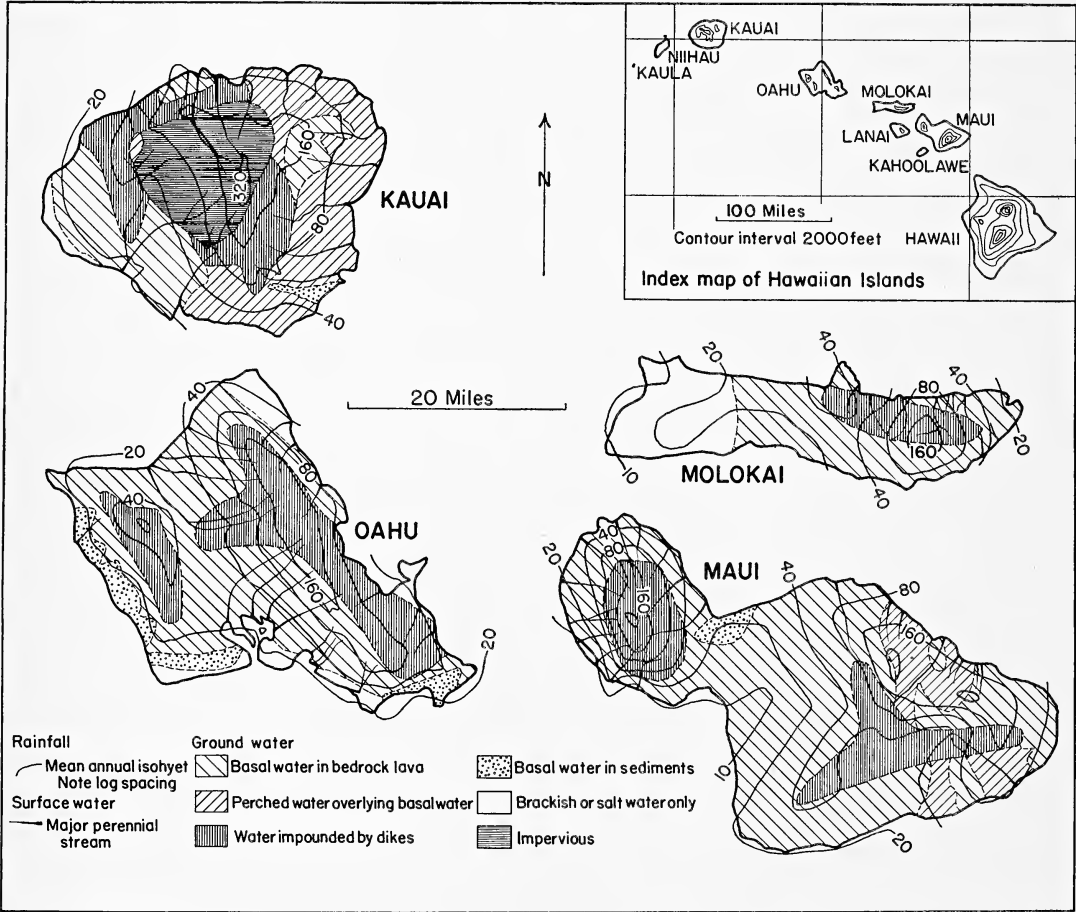 KAUAI
NIIHAU
KAULA
OAHU
MOLOKAI
LANAI
MAUI
KAHOOLAWE
HAWAII
100 Miles
Contour interval 2000feet
Index map of Hawaiian Islands
N
20
160
320
80
40
KAUAI
20 Miles
40
20
80
40
160
20
OAHU
20
40
80
40
20
160
40
10
MOLOKAI
40
80
20
160
MAUI
40
80
160
10
20
Rainfall
Mean annual isohyet
Note log spacing
Surface water
Major perennial
stream
Ground water
Basal water in bedrock lava
Perched water overlying basal water
Water impounded by dikes
Basal water in sediments
Brackish or salt water only
Impervious